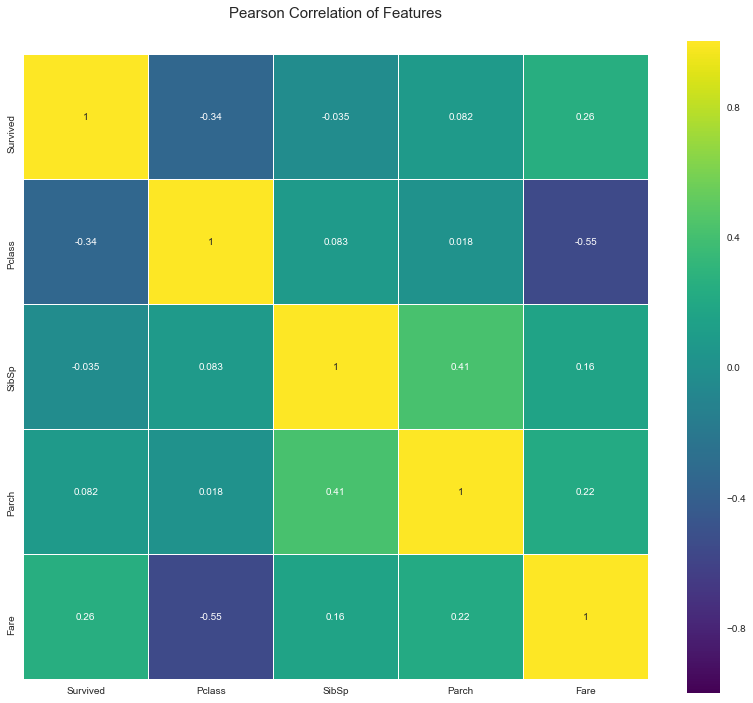 Pearson Correlation of Features
Survived 1 -0.34 -0.035 0.082 0.26
Pclass -0.34 1 0.083 0.018 -0.55
SibSp -0.035 0.083 1 0.41 0.16
Parch 0.082 0.018 0.41 1 0.22
Fare 0.26 -0.55 0.16 0.22 1
Survived Pclass SibSp Parch Fare
0.8
0.4
0.0
−0.4
−0.8